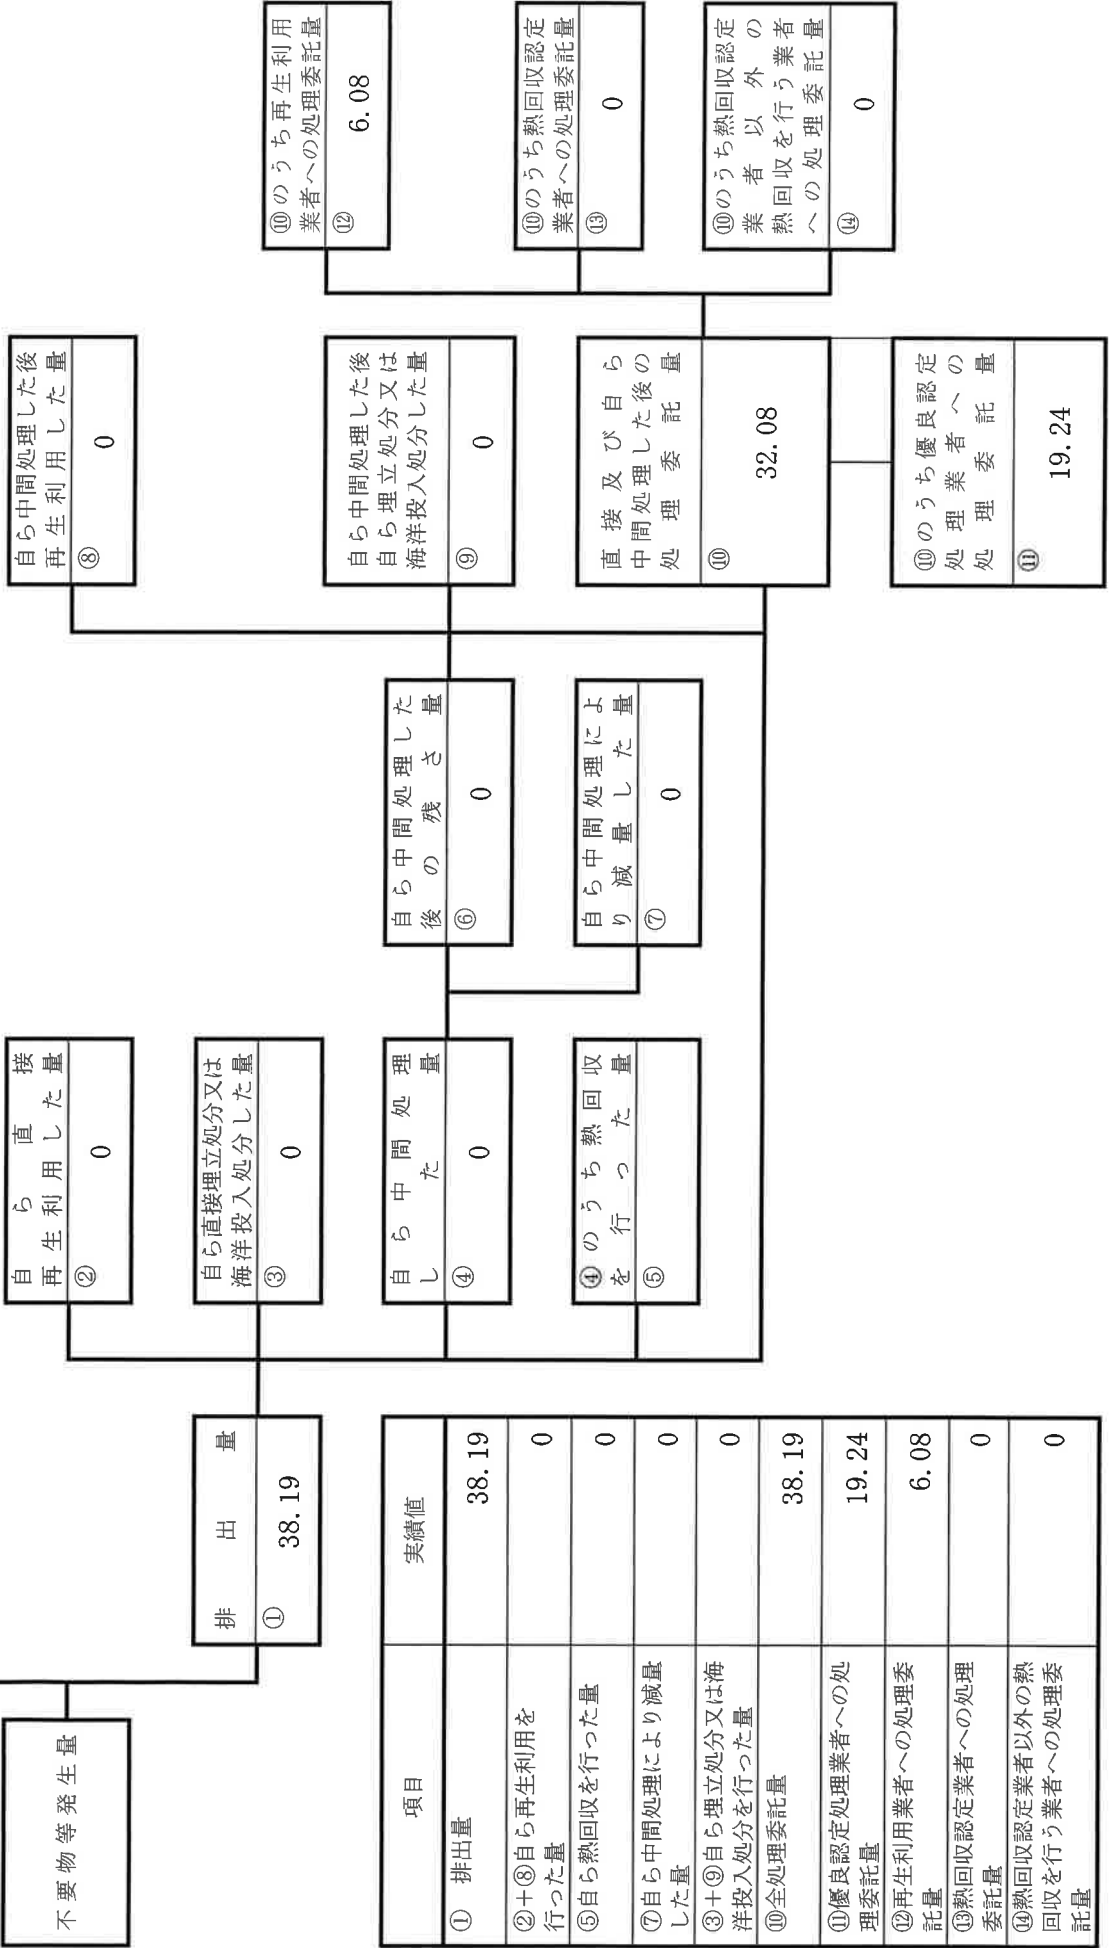 不要物等発生量
排出量
①
38.19
自ら直接
再生利用した量
②
0
自ら直接埋立処分又は
海洋投入処分した量
③
0
自ら中間処理
した量
④
0
④のうち熱回収
を行った量
⑤
自ら中間処理した
後の残さ量
⑥
0
自ら中間処理によ
り減量した量
⑦
0
自ら中間処理した後
再生利用した量
⑧
0
自ら中間処理した後
自ら埋立処分又は
海洋投入処分した量
⑨
0
直接及び自ら
中間処理した後の
処理委託量
⑩
32.08
⑩のうち優良認定
処理業者への
処理委託量
⑪
19.24
⑩のうち再生利用
業者への処理委託量
⑫
6.08
⑩のうち熱回収認定
業者への処理委託量
⑬
0
⑩のうち熱回収認定
業者以外の
熱回収を行う業者
への処理委託量
⑭
0
項目 実績値
① 排出量 38.19
②+⑧自ら再生利用を
行った量 0
⑤自ら熱回収を行った量 0
⑦自ら中間処理により減量
した量 0
③+⑨自ら埋立処分又は海
洋投入処分を行った量 0
⑩全処理委託量 38.19
⑪優良認定処理業者への処
理委託量 19.24
⑫再生利用業者への処理委
託量 6.08
⑬熱回収認定業者への処理
委託量 0
⑭熱回収認定業者以外の熱
回収を行う業者への処理委
託量 0